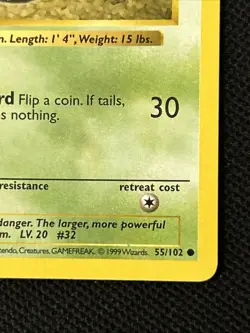 n. Length: 1' 4", Weight: 15 lbs.
rd Flip a coin. If tails, 30
s nothing.
resistance retreat cost
danger. The larger, more powerful
m. LV. 20 #32
ntendo, Creatures, GAMEFREAK. © 1999 Wizards. 55/102 ●